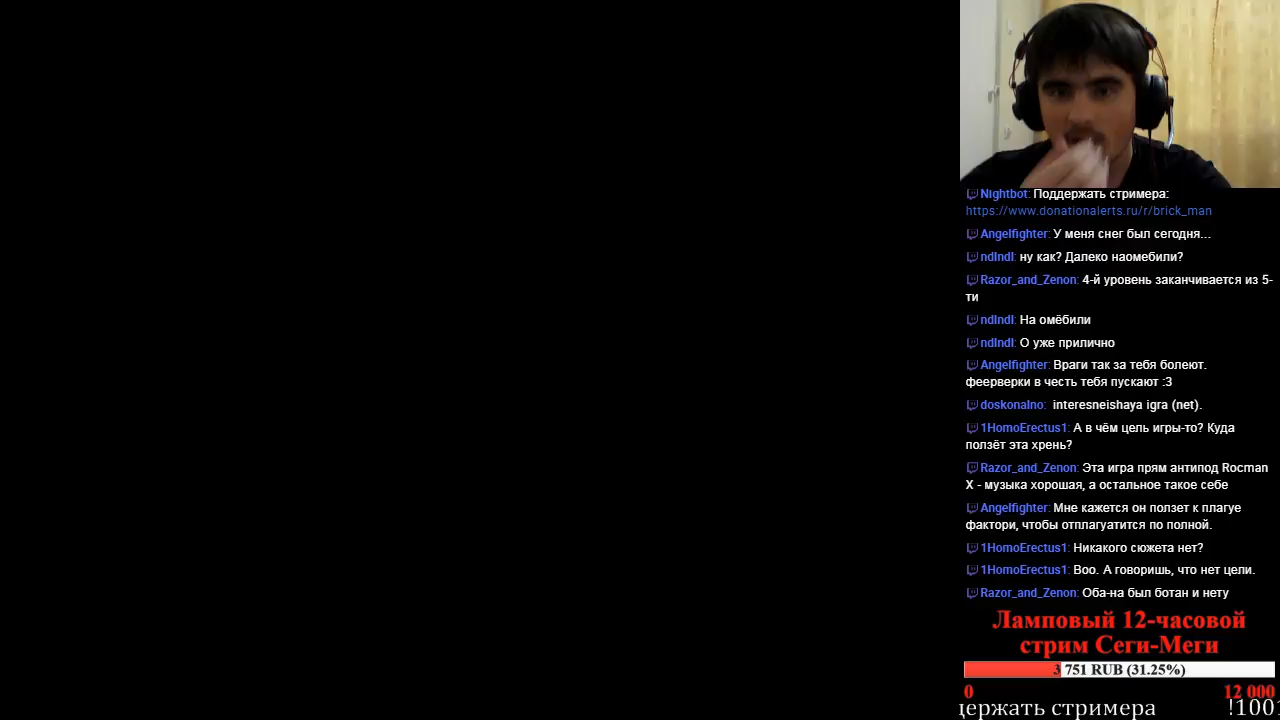 Nightbot: Поддержать стримера:
https://www.donationalerts.ru/r/brick_man
Angelfighter: У меня снег был сегодня...
ndIndI: ну как? Далеко наомебили?
Razor_and_Zenon: 4-й уровень заканчивается из 5-
ти
ndIndI: На омёбили
ndIndI: О уже прилично
Angelfighter: Враги так за тебя болеют.
феерверки в честь тебя пускают :3
doskonalno: interesneishaya igra (net).
1HomoErectus1: А в чём цель игры-то? Куда
ползёт эта хрень?
Razor_and_Zenon: Эта игра прям антипод Rocman
X - музыка хорошая, а остальное такое себе
Angelfighter: Мне кажется он ползет к плагуе
фактори, чтобы отплагуатится по полной.
1HomoErectus1: Никакого сюжета нет?
1HomoErectus1: Воо. А говоришь, что нет цели.
Razor_and_Zenon: Оба-на был ботан и нету
Ламповый 12-часовой
стрим Сеги-Меги
3 751 RUB (31.25%)
0 12 000
держать стримера !100